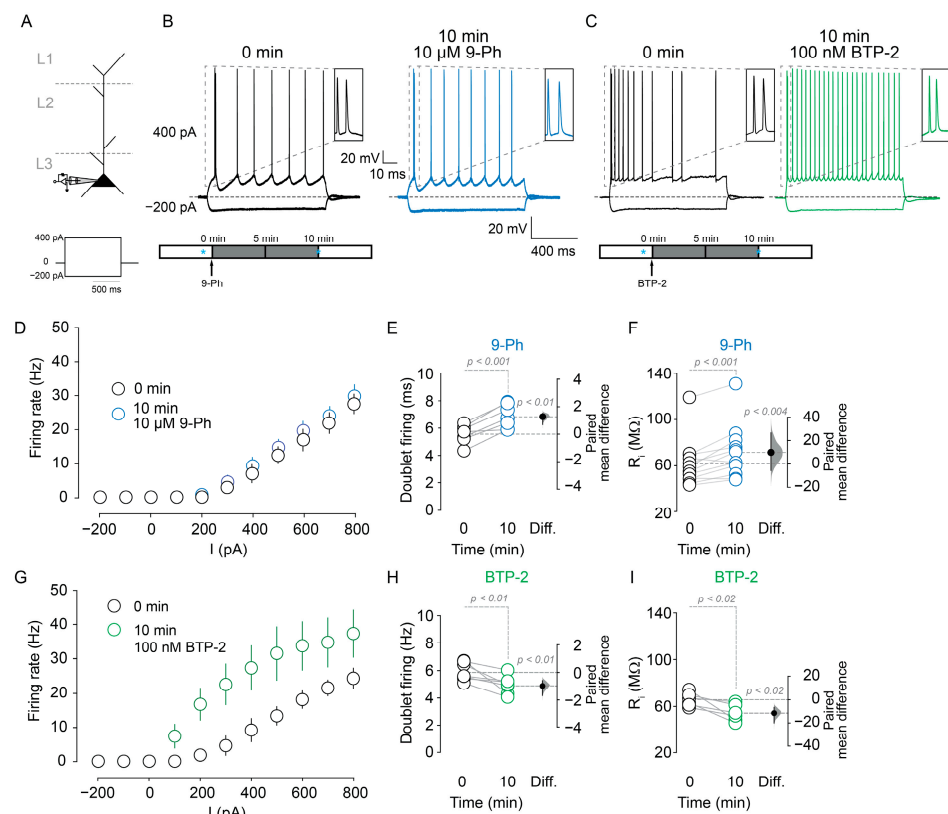 A
L1
L2
L3
400 pA
0
−200 pA
500 ms
B
0 min
10 min
10 µM 9-Ph
400 pA
−200 pA
20 mV
10 ms
20 mV
400 ms
0 min
5 min
10 min
*
*
9-Ph
C
0 min
10 min
100 nM BTP-2
0 min
5 min
10 min
*
*
BTP-2
D
Firing rate (Hz)
50
40
30
20
10
0
0 min
10 min
10 µM 9-Ph
−200
0
200
400
600
800
I (pA)
E
9-Ph
p < 0.001
Doublet firing (ms)
10
8
6
4
2
0
p < 0.01
4
2
0
−2
−4
Paired
mean difference
0
10
Diff.
Time (min)
F
9-Ph
p < 0.001
Ri (MΩ)
140
100
60
20
p < 0.004
40
20
0
−20
Paired
mean difference
0
10
Diff.
Time (min)
G
Firing rate (Hz)
50
40
30
20
10
0
0 min
10 min
100 nM BTP-2
−200
0
200
400
600
800
I (pA)
H
BTP-2
p < 0.01
Doublet firing (Hz)
10
8
6
4
2
0
p < 0.01
2
0
−2
−4
Paired
mean difference
0
10
Diff.
Time (min)
I
BTP-2
p < 0.02
Ri (MΩ)
140
100
60
20
p < 0.02
20
0
−20
−40
Paired
mean difference
0
10
Diff.
Time (min)